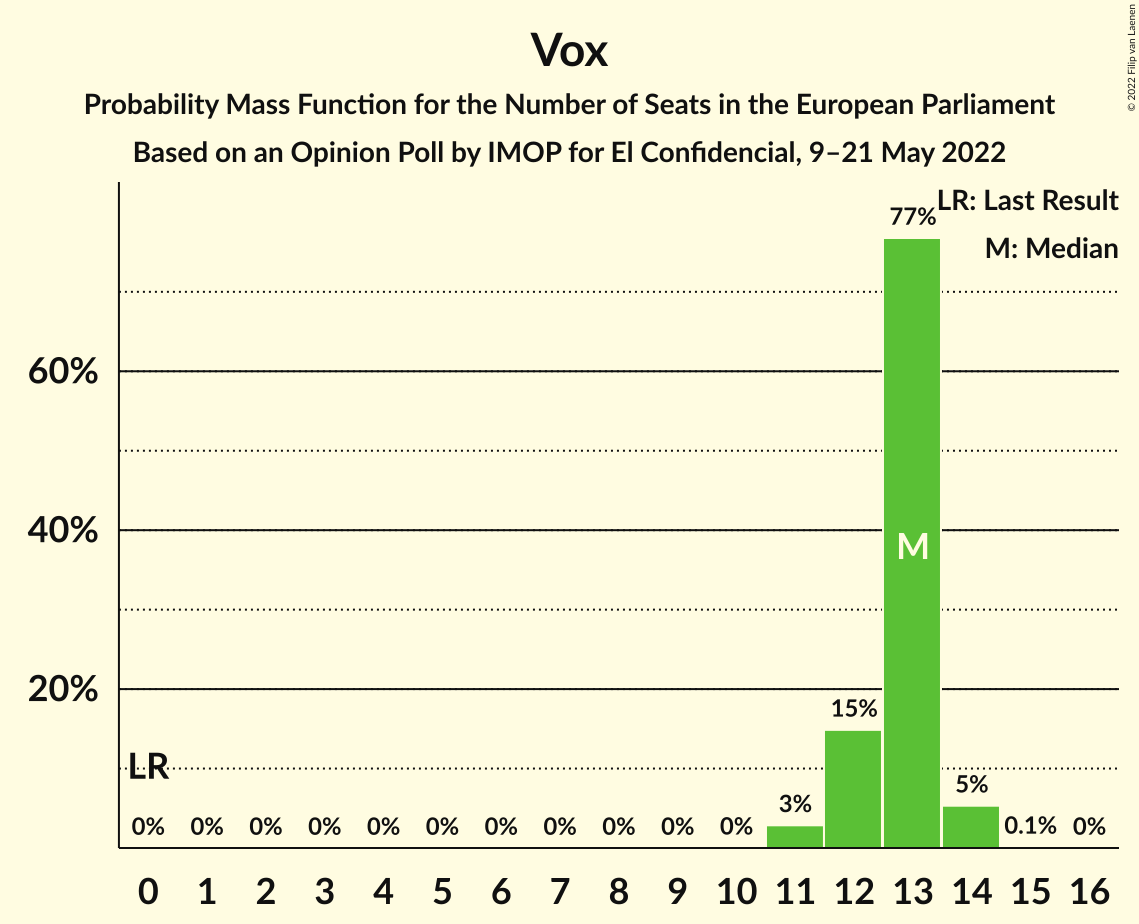 Vox
Probability Mass Function for the Number of Seats in the European Parliament
Based on an Opinion Poll by IMOP for El Confidencial, 9–21 May 2022
© 2022 Filip van Laenen
LR: Last Result
M: Median
77%
60%
40%
M
20%
15%
LR
5%
3%
0% 0% 0% 0% 0% 0% 0% 0% 0% 0% 0% 0.1% 0%
0 1 2 3 4 5 6 7 8 9 10 11 12 13 14 15 16